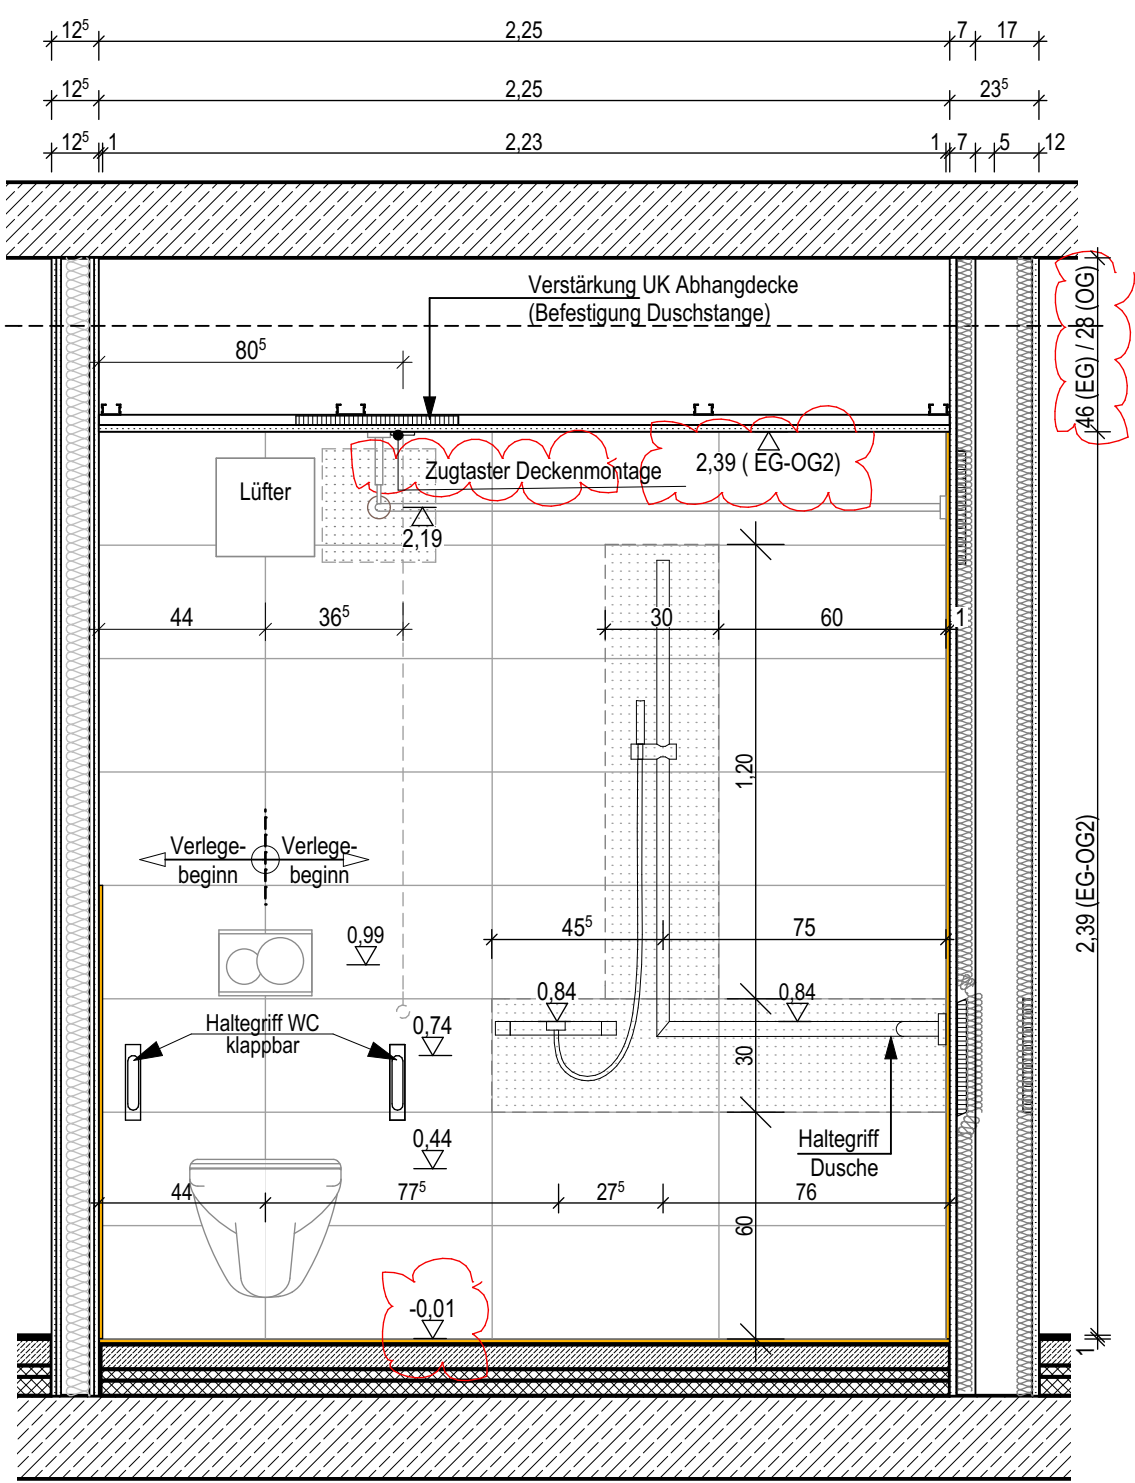 12⁵ 2,25 7 17
12⁵ 2,25 23⁵
12⁵ 1 2,23 1 7 5 12
Verstärkung UK Abhangdecke
(Befestigung Duschstange)
46 (EG) / 28 (OG)
80⁵
Zugtaster Deckenmontage
2,39 ( EG-OG2)
Lüfter
2,19
44 36⁵ 30 60 1
1,20
Verlege-
beginn
Verlege-
beginn
2,39 (EG-OG2)
0,99
45⁵ 75
0,84
0,84
Haltegriff WC
klappbar
0,74
30
0,44
Haltegriff
Dusche
44 77⁵ 27⁵ 76
60
-0,01
1